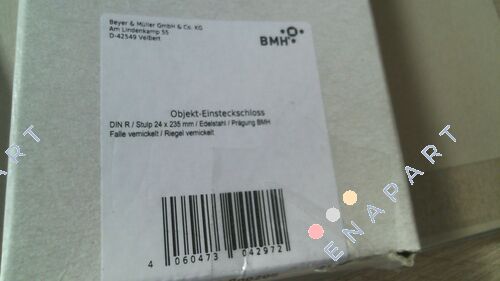 Beyer & Müller GmbH & Co. KG
Am Lindenkamp 55
D-42549 Velbert
BMH
Objekt-Einsteckschloss
DIN R / Stulp 24 x 235 mm / Edelstahl / Prägung BMH
Falle vernickelt / Riegel vernickelt
4 060473 042972
ENAPART